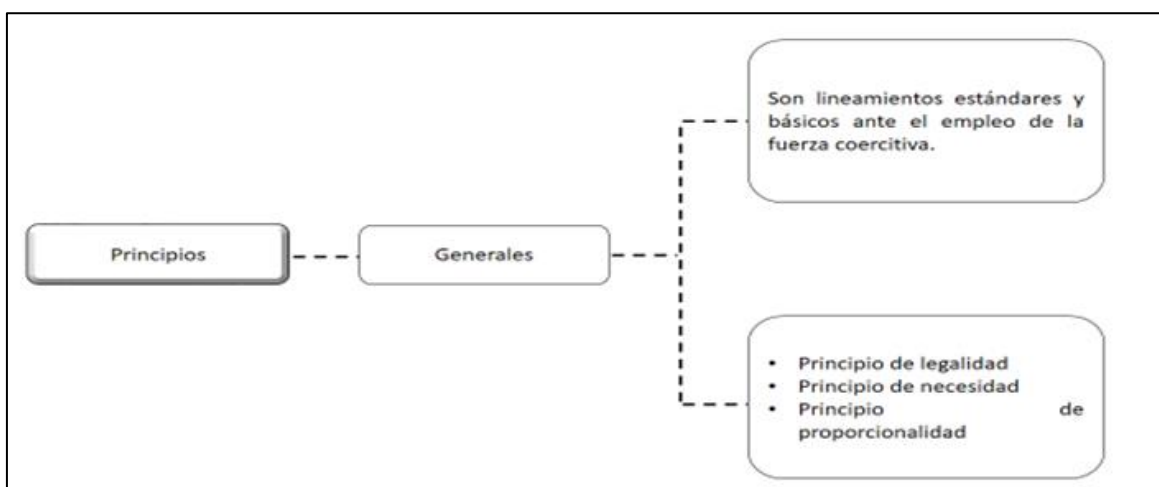 Principios
Generales
Son lineamientos estándares y
básicos ante el empleo de la
fuerza coercitiva.
• Principio de legalidad
• Principio de necesidad
• Principio de
proporcionalidad